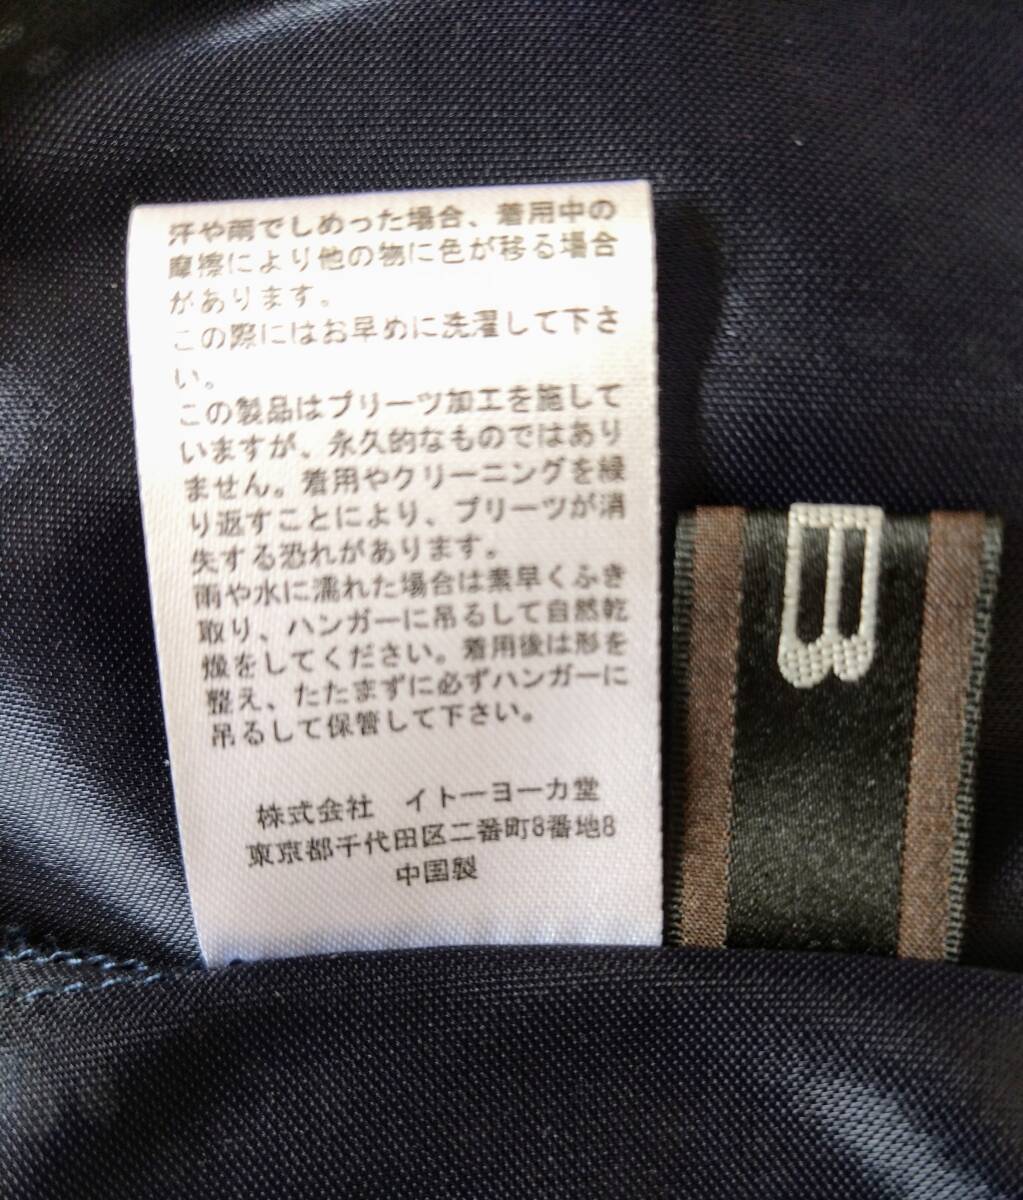 汗や雨でしめった場合、着用中の
摩擦により他の物に色が移る場合
があります。
この際にはお早めに洗濯して下さ
い。
この製品はプリーツ加工を施して
いますが、永久的なものではあり
ません。着用やクリーニングを繰
り返すことにより、プリーツが消
失する恐れがあります。
雨や水に濡れた場合は素早くふき
取り、ハンガーに吊るして自然乾
燥をしてください。着用後は形を
整え、たたまずに必ずハンガーに
吊るして保管して下さい。
株式会社　イトーヨーカ堂
東京都千代田区二番町8番地8
中国製